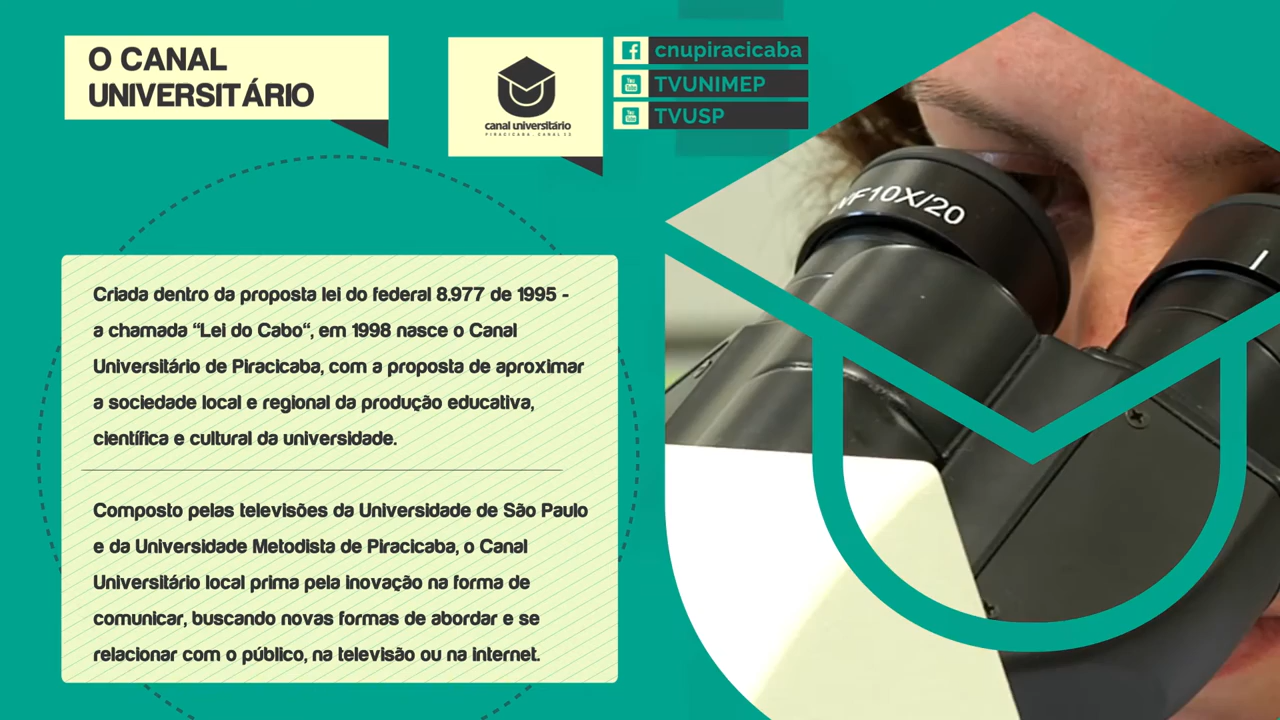 O CANAL
UNIVERSITÁRIO
canal universitário
PIRACICABA . CANAL 13
cnupiracicaba
TVUNIMEP
TVUSP
WF10X/20
Criada dentro da proposta lei do federal 8.977 de 1995 -
a chamada “Lei do Cabo“, em 1998 nasce o Canal
Universitário de Piracicaba, com a proposta de aproximar
a sociedade local e regional da produção educativa,
científica e cultural da universidade.
Composto pelas televisões da Universidade de São Paulo
e da Universidade Metodista de Piracicaba, o Canal
Universitário local prima pela inovação na forma de
comunicar, buscando novas formas de abordar e se
relacionar com o público, na televisão ou na internet.